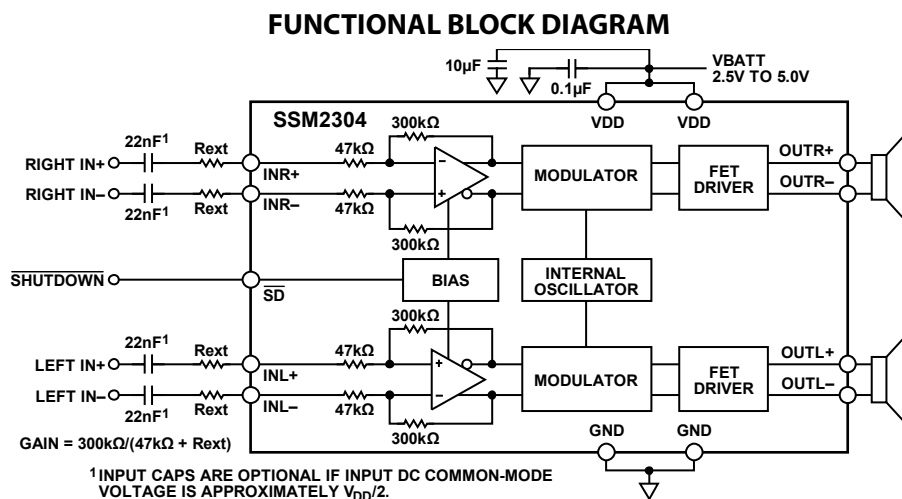 FUNCTIONAL BLOCK DIAGRAM
10µF
0.1µF
VBATT
2.5V TO 5.0V
SSM2304
VDD
VDD
22nF¹
Rext
RIGHT IN+
INR+
47kΩ
300kΩ
RIGHT IN–
22nF¹
Rext
INR–
47kΩ
300kΩ
–
+
MODULATOR
FET
DRIVER
OUTR+
OUTR–
SHUTDOWN
SD
BIAS
INTERNAL
OSCILLATOR
22nF¹
Rext
LEFT IN+
INL+
47kΩ
300kΩ
LEFT IN–
22nF¹
Rext
INL–
47kΩ
300kΩ
+
–
MODULATOR
FET
DRIVER
OUTL+
OUTL–
GAIN = 300kΩ/(47kΩ + Rext)
GND
GND
¹ INPUT CAPS ARE OPTIONAL IF INPUT DC COMMON-MODE
VOLTAGE IS APPROXIMATELY VDD/2.